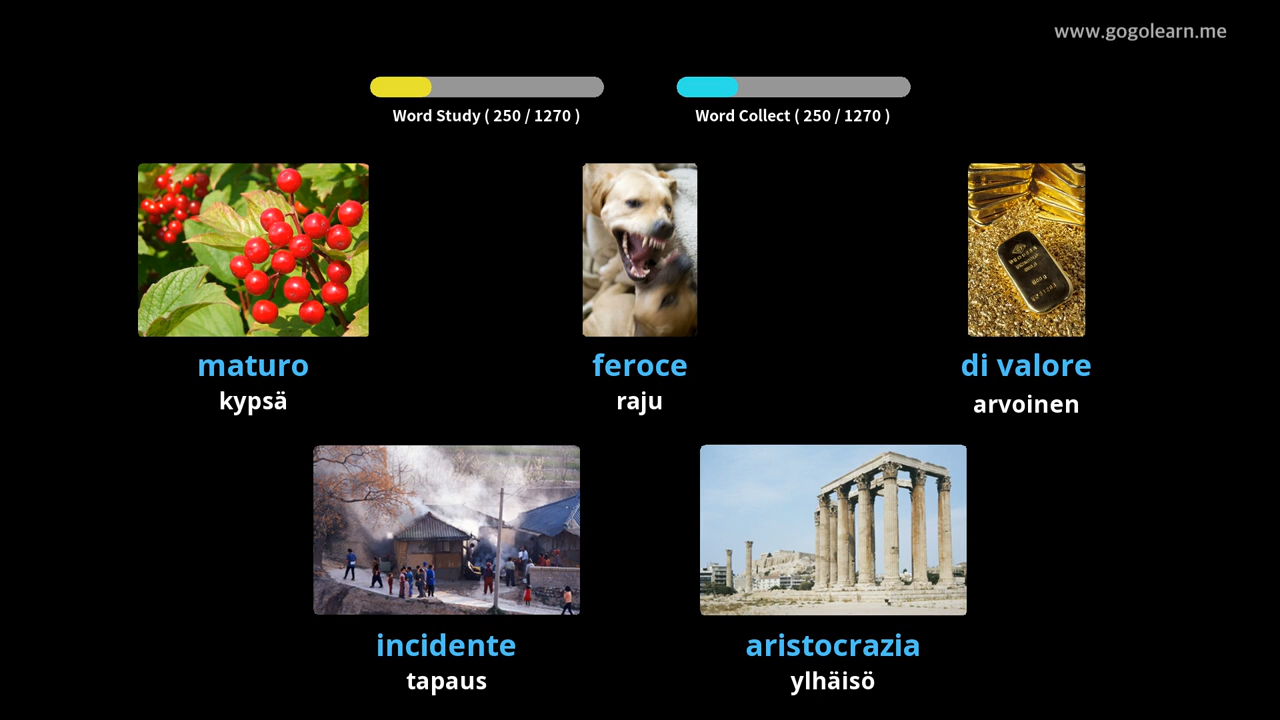 www.gogolearn.me
Word Study ( 250 / 1270 )
Word Collect ( 250 / 1270 )
maturo
kypsä
feroce
raju
di valore
arvoinen
incidente
tapaus
aristocrazia
ylhäisö